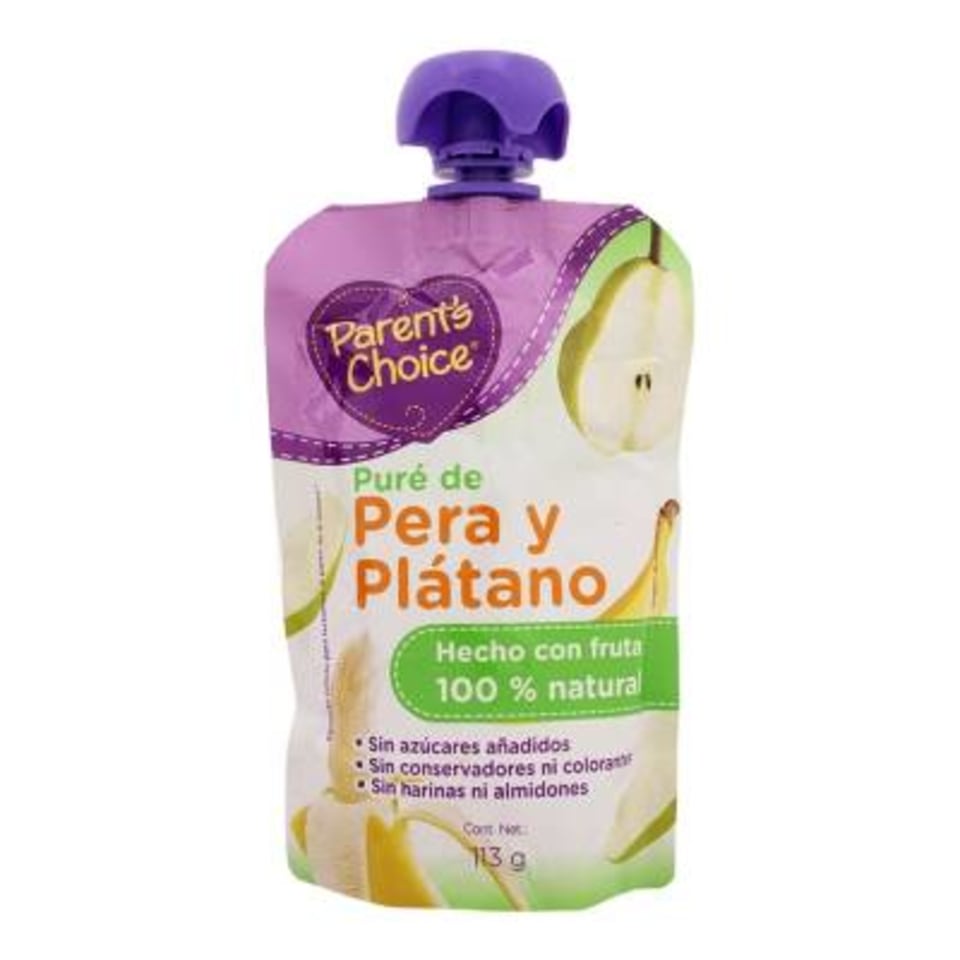 Parent's
Choice®
Puré de
Pera y
Plátano
Hecho con fruta
100 % natural
• Sin azúcares añadidos
• Sin conservadores ni colorantes
• Sin harinas ni almidones
Cont. Net.:
113 g